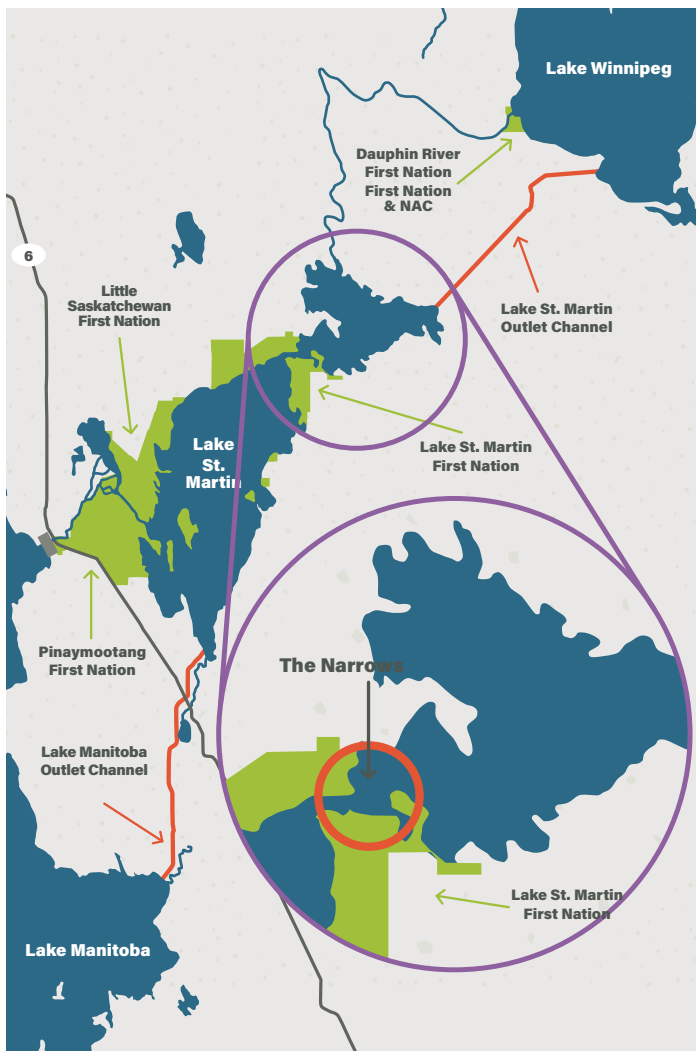 Lake Winnipeg
Dauphin River
First Nation
First Nation
& NAC
6
Little
Saskatchewan
First Nation
Lake St. Martin
Outlet Channel
Lake St. Martin
First Nation
Lake
St.
Martin
Pinaymootang
First Nation
The Narrows
Lake Manitoba
Outlet Channel
Lake St. Martin
First Nation
Lake Manitoba